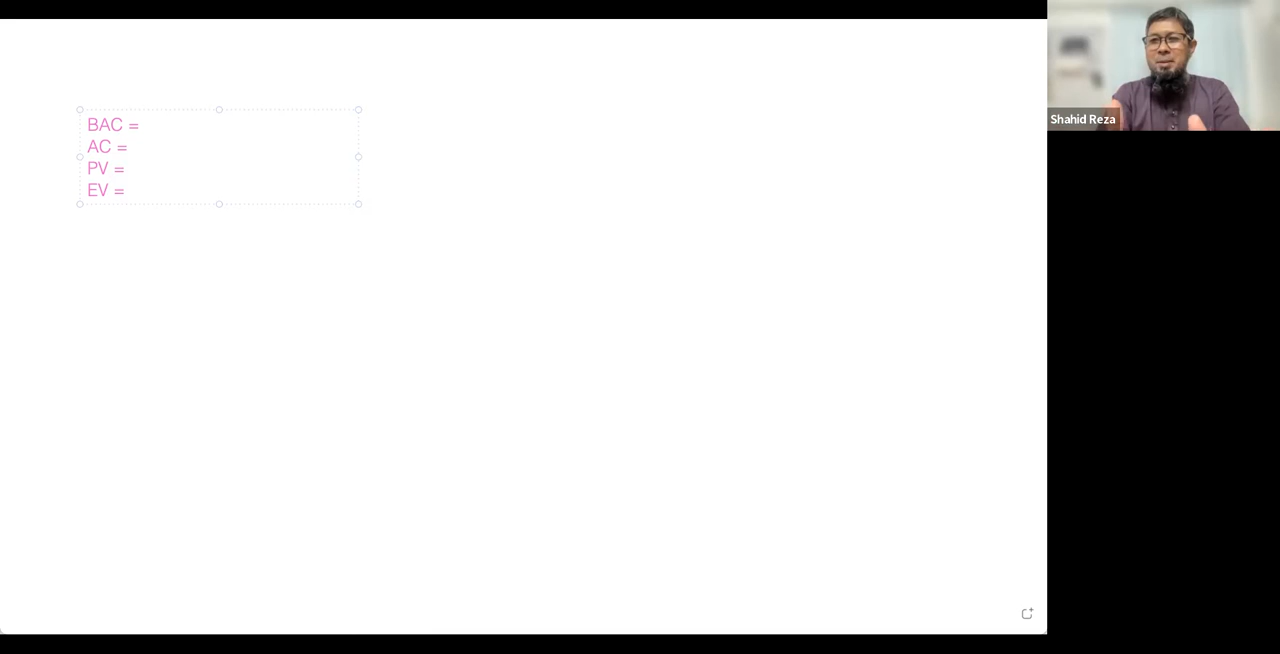 BAC =
AC =
PV =
EV =
Shahid Reza